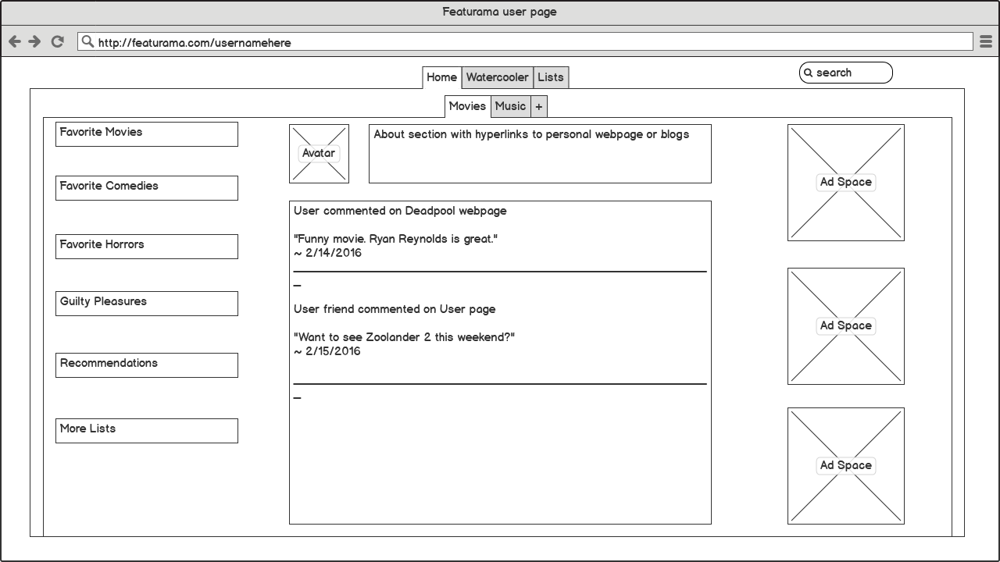 Featurama user page
http://featurama.com/usernamehere
search
Home Watercooler Lists
Movies Music +
Favorite Movies
Favorite Comedies
Favorite Horrors
Guilty Pleasures
Recommendations
More Lists
Avatar
About section with hyperlinks to personal webpage or blogs
User commented on Deadpool webpage
"Funny movie. Ryan Reynolds is great."
~ 2/14/2016
User friend commented on User page
"Want to see Zoolander 2 this weekend?"
~ 2/15/2016
Ad Space
Ad Space
Ad Space